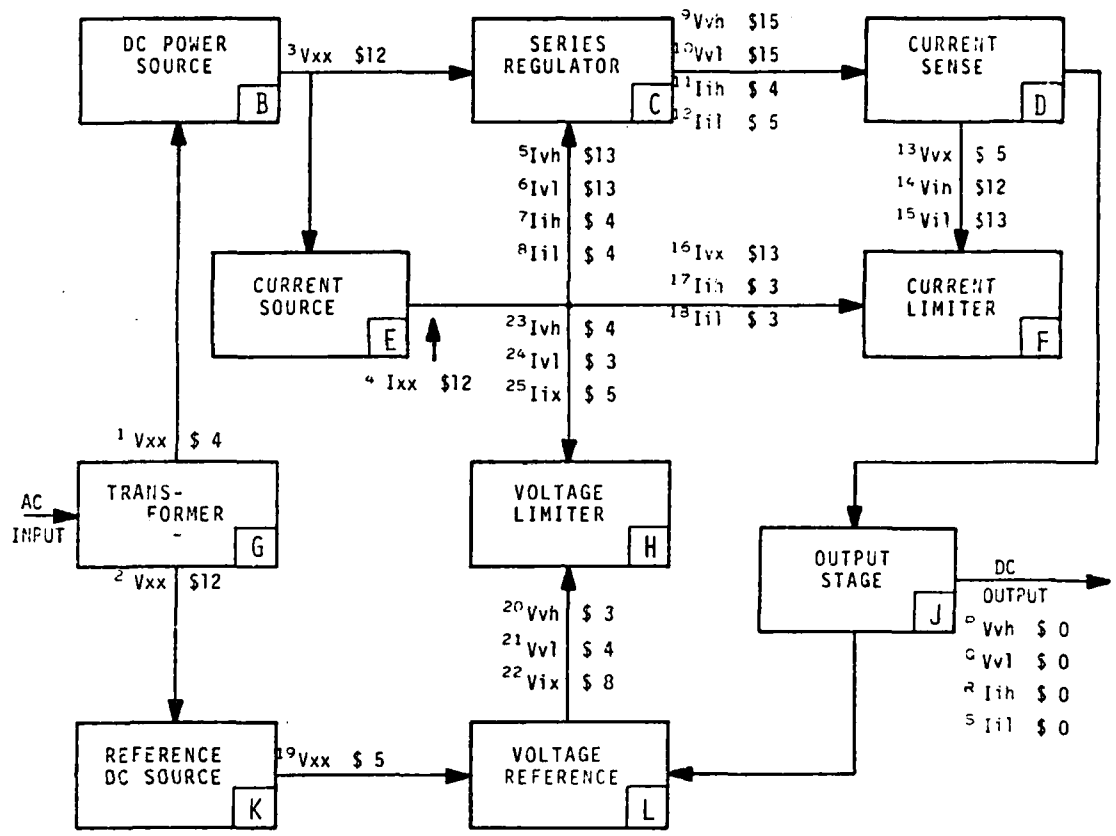 DC POWER
SOURCE
B
³Vxx $12
SERIES
REGULATOR
C
⁹Vvh $15
¹⁰Vvl $15
¹¹Iih $ 4
¹²Iil $ 5
CURRENT
SENSE
D
⁵Ivh $13
⁶Ivl $13
⁷Iih $ 4
⁸Iil $ 4
¹³Vvx $ 5
¹⁴Vih $12
¹⁵Vil $13
CURRENT
SOURCE
E
⁴ Ixx $12
¹⁶Ivx $13
¹⁷Iih $ 3
¹⁸Iil $ 3
CURRENT
LIMITER
F
²³Ivh $ 4
²⁴Ivl $ 3
²⁵Iix $ 5
¹ Vxx $ 4
AC
INPUT
TRANS-
FORMER
G
² Vxx $12
VOLTAGE
LIMITER
H
OUTPUT
STAGE
J
DC
OUTPUT
Vvh $ 0
Vvl $ 0
ᴿ Iih $ 0
ˢ Iil $ 0
²⁰Vvh $ 3
²¹Vvl $ 4
²²Vix $ 8
REFERENCE
DC SOURCE
K
¹⁹Vxx $ 5
VOLTAGE
REFERENCE
L